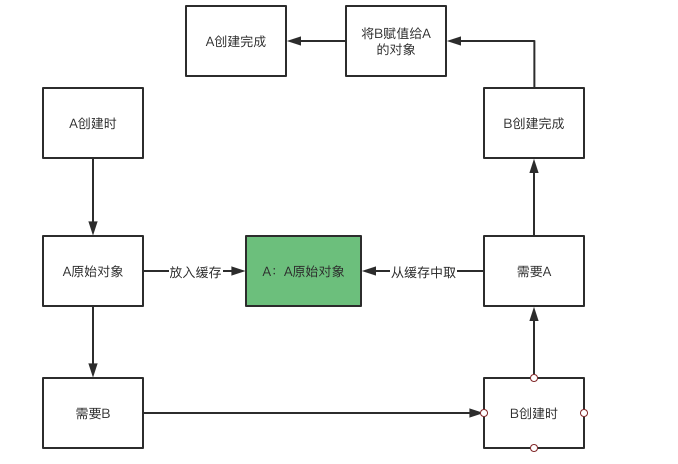 A创建完成
将B赋值给A
的对象
A创建时
B创建完成
A原始对象
放入缓存
A：A原始对象
从缓存中取
需要A
需要B
B创建时